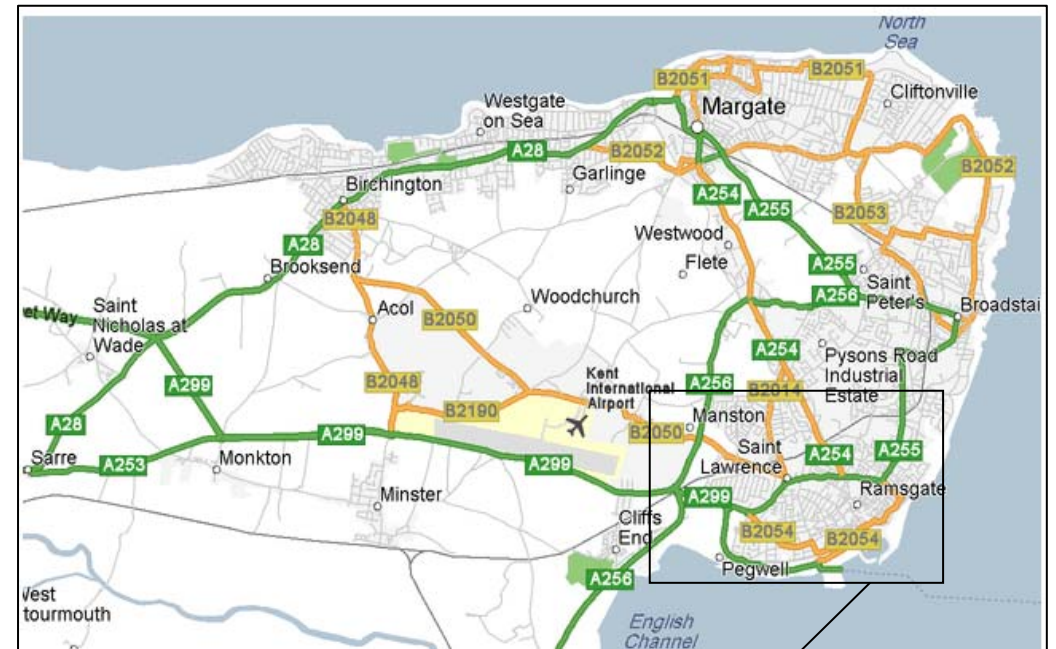 North
Sea
B2051
B2051
Cliftonville
Westgate
on Sea
Margate
A28
B2052
B2052
Garlinge
Birchington
A254
A255
B2048
B2053
Westwood
A28
Flete
A255
Brooksend
Saint
Peter's
A256
Woodchurch
Saint
Nicholas at
Wade
et Way
Acol
B2050
Broadstai
A254
Pysons Road
Industrial
Estate
Kent
International
Airport
A299
B2048
A256
B2014
B2190
Manston
A28
A299
B2050
Saint
Lawrence
A254
A255
Sarre
A253
Monkton
A299
Ramsgate
Minster
A299
Cliffs
End
B2054
B2054
Pegwell
A256
West
tourmouth
English
Channel